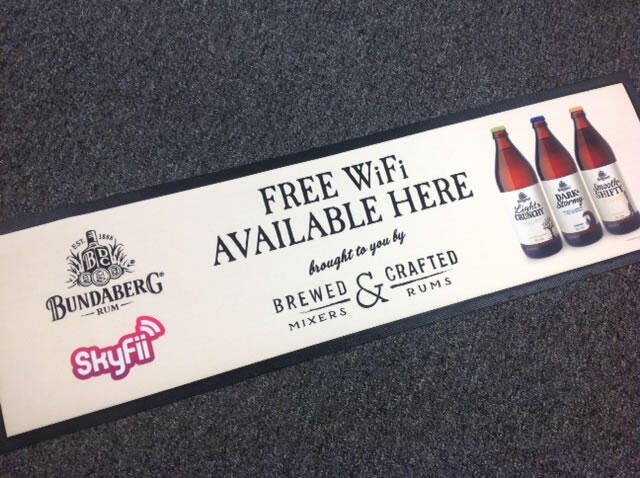 FREE WiFi
AVAILABLE HERE
brought to you by
BREWED & CRAFTED
MIXERS RUMS
EST. 1888
BDC
BUNDABERG®
RUM
Skyfii
Light & CRUNCHY
DARK & Stormy
Smooth & SHIFTY